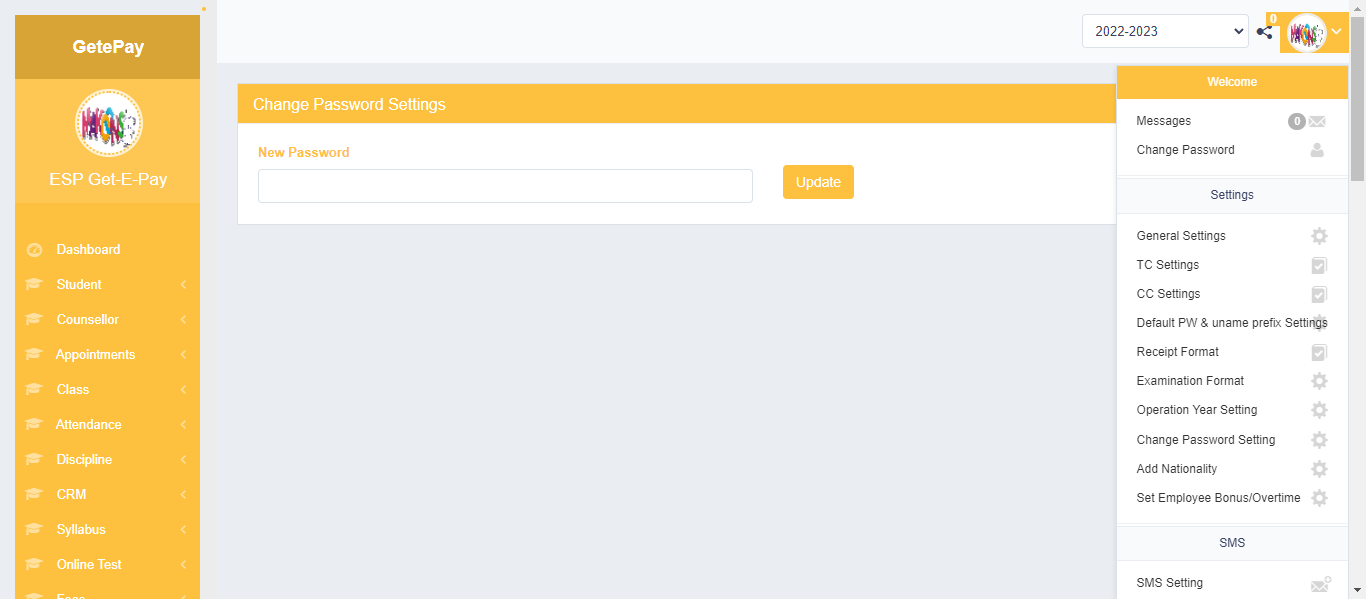 GetePay
ESP Get-E-Pay
Dashboard
Student
Counsellor
Appointments
Class
Attendance
Discipline
CRM
Syllabus
Online Test
Fees
2022-2023
0
Change Password Settings
New Password
Update
Welcome
Messages 0
Change Password
Settings
General Settings
TC Settings
CC Settings
Default PW & uname prefix Settings
Receipt Format
Examination Format
Operation Year Setting
Change Password Setting
Add Nationality
Set Employee Bonus/Overtime
SMS
SMS Setting